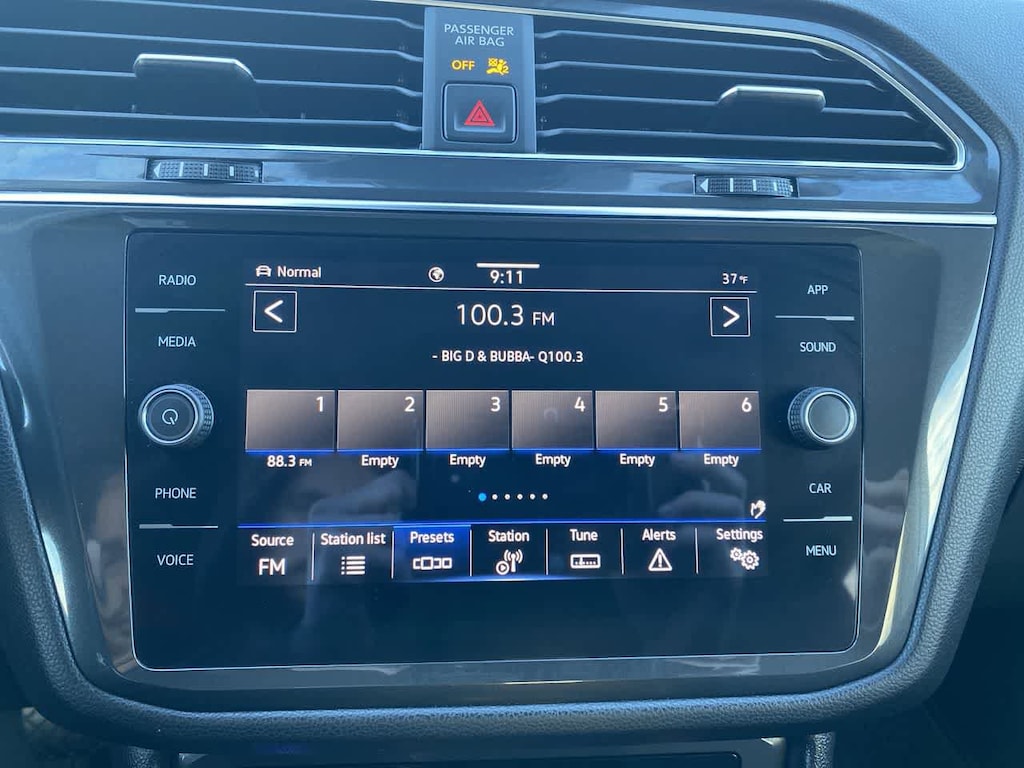 PASSENGER
AIR BAG
OFF
RADIO
MEDIA
PHONE
VOICE
Normal
9:11
37°F
<
100.3 FM
>
- BIG D & BUBBA- Q100.3
1 2 3 4 5 6
88.3 FM Empty Empty Empty Empty Empty
Source Station list Presets Station Tune Alerts Settings
FM
APP
SOUND
CAR
MENU